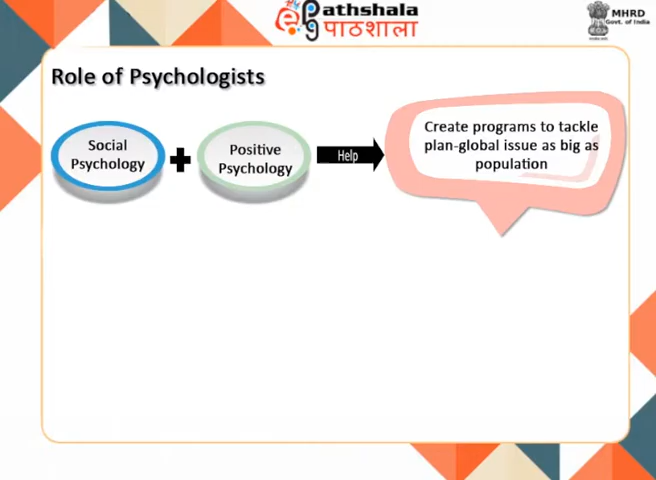 ePathshala
पाठशाला
MHRD
Govt. of India
Role of Psychologists
Social
Psychology
+
Positive
Psychology
Help
Create programs to tackle
plan-global issue as big as
population